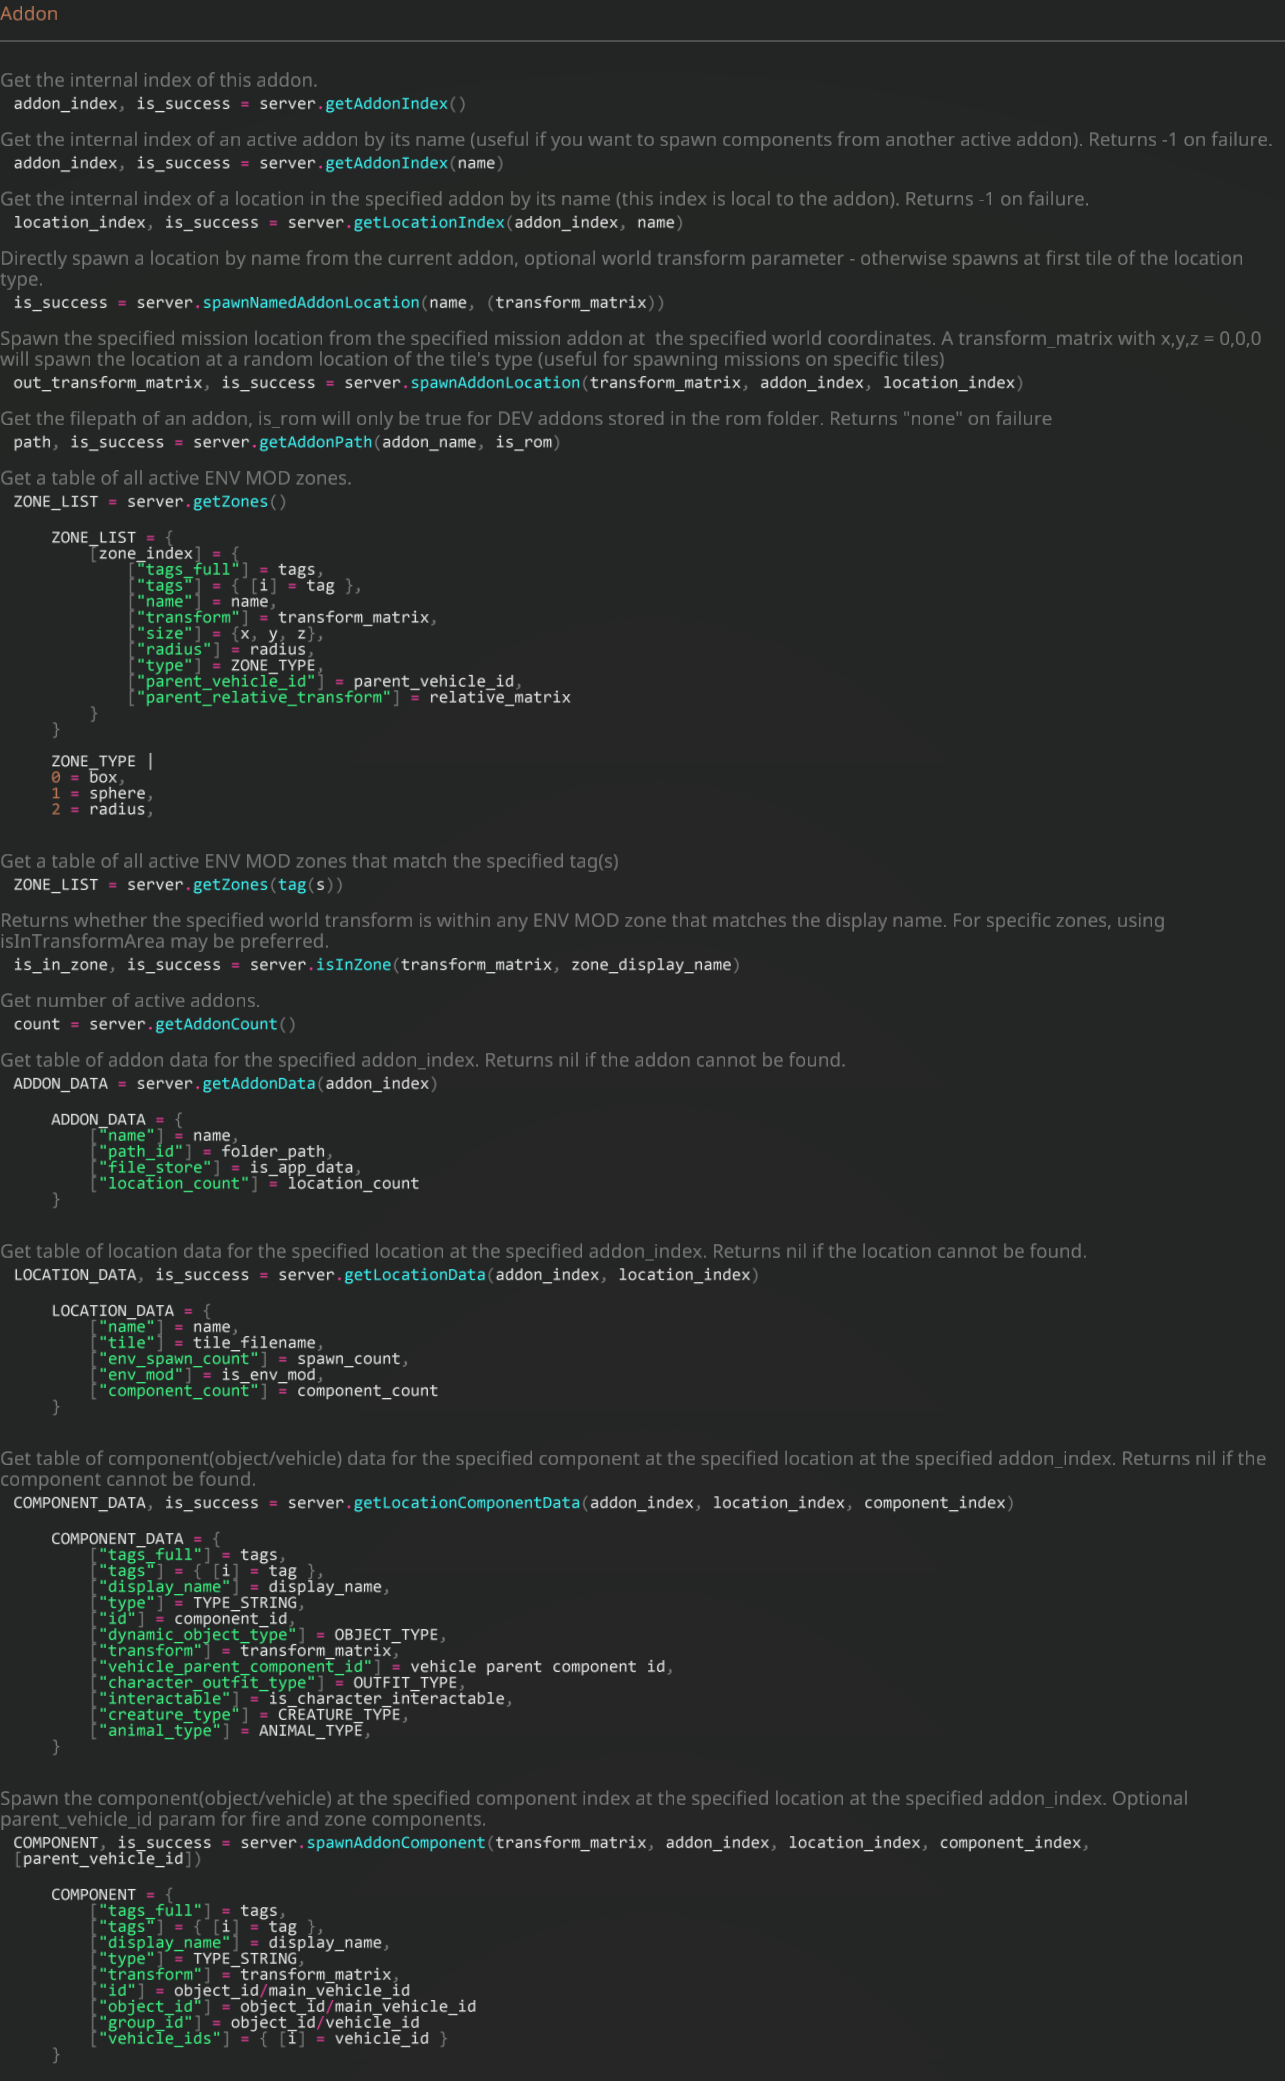 Addon
Get the internal index of this addon.
addon_index, is_success = server.getAddonIndex()
Get the internal index of an active addon by its name (useful if you want to spawn components from another active addon). Returns -1 on failure.
addon_index, is_success = server.getAddonIndex(name)
Get the internal index of a location in the specified addon by its name (this index is local to the addon). Returns -1 on failure.
location_index, is_success = server.getLocationIndex(addon_index, name)
Directly spawn a location by name from the current addon, optional world transform parameter - otherwise spawns at first tile of the location
type.
is_success = server.spawnNamedAddonLocation(name, (transform_matrix))
Spawn the specified mission location from the specified mission addon at  the specified world coordinates. A transform_matrix with x,y,z = 0,0,0
will spawn the location at a random location of the tile's type (useful for spawning missions on specific tiles)
out_transform_matrix, is_success = server.spawnAddonLocation(transform_matrix, addon_index, location_index)
Get the filepath of an addon, is_rom will only be true for DEV addons stored in the rom folder. Returns "none" on failure
path, is_success = server.getAddonPath(addon_name, is_rom)
Get a table of all active ENV MOD zones.
ZONE_LIST = server.getZones()
ZONE_LIST = {
[zone_index] = {
["tags_full"] = tags,
["tags"] = { [i] = tag },
["name"] = name,
["transform"] = transform_matrix,
["size"] = {x, y, z},
["radius"] = radius,
["type"] = ZONE_TYPE,
["parent_vehicle_id"] = parent_vehicle_id,
["parent_relative_transform"] = relative_matrix
}
}
ZONE_TYPE |
0 = box,
1 = sphere,
2 = radius,
Get a table of all active ENV MOD zones that match the specified tag(s)
ZONE_LIST = server.getZones(tag(s))
Returns whether the specified world transform is within any ENV MOD zone that matches the display name. For specific zones, using
isInTransformArea may be preferred.
is_in_zone, is_success = server.isInZone(transform_matrix, zone_display_name)
Get number of active addons.
count = server.getAddonCount()
Get table of addon data for the specified addon_index. Returns nil if the addon cannot be found.
ADDON_DATA = server.getAddonData(addon_index)
ADDON_DATA = {
["name"] = name,
["path_id"] = folder_path,
["file_store"] = is_app_data,
["location_count"] = location_count
}
Get table of location data for the specified location at the specified addon_index. Returns nil if the location cannot be found.
LOCATION_DATA, is_success = server.getLocationData(addon_index, location_index)
LOCATION_DATA = {
["name"] = name,
["tile"] = tile_filename,
["env_spawn_count"] = spawn_count,
["env_mod"] = is_env_mod,
["component_count"] = component_count
}
Get table of component(object/vehicle) data for the specified component at the specified location at the specified addon_index. Returns nil if the
component cannot be found.
COMPONENT_DATA, is_success = server.getLocationComponentData(addon_index, location_index, component_index)
COMPONENT_DATA = {
["tags_full"] = tags,
["tags"] = { [i] = tag },
["display_name"] = display_name,
["type"] = TYPE_STRING,
["id"] = component_id,
["dynamic_object_type"] = OBJECT_TYPE,
["transform"] = transform_matrix,
["vehicle_parent_component_id"] = vehicle parent component id,
["character_outfit_type"] = OUTFIT_TYPE,
["interactable"] = is_character_interactable,
["creature_type"] = CREATURE_TYPE,
["animal_type"] = ANIMAL_TYPE,
}
Spawn the component(object/vehicle) at the specified component index at the specified location at the specified addon_index. Optional
parent_vehicle_id param for fire and zone components.
COMPONENT, is_success = server.spawnAddonComponent(transform_matrix, addon_index, location_index, component_index,
[parent_vehicle_id])
COMPONENT = {
["tags_full"] = tags,
["tags"] = { [i] = tag },
["display_name"] = display_name,
["type"] = TYPE_STRING,
["transform"] = transform_matrix,
["id"] = object_id/main_vehicle_id
["object_id"] = object_id/main_vehicle_id
["group_id"] = object_id/vehicle_id
["vehicle_ids"] = { [i] = vehicle_id }
}